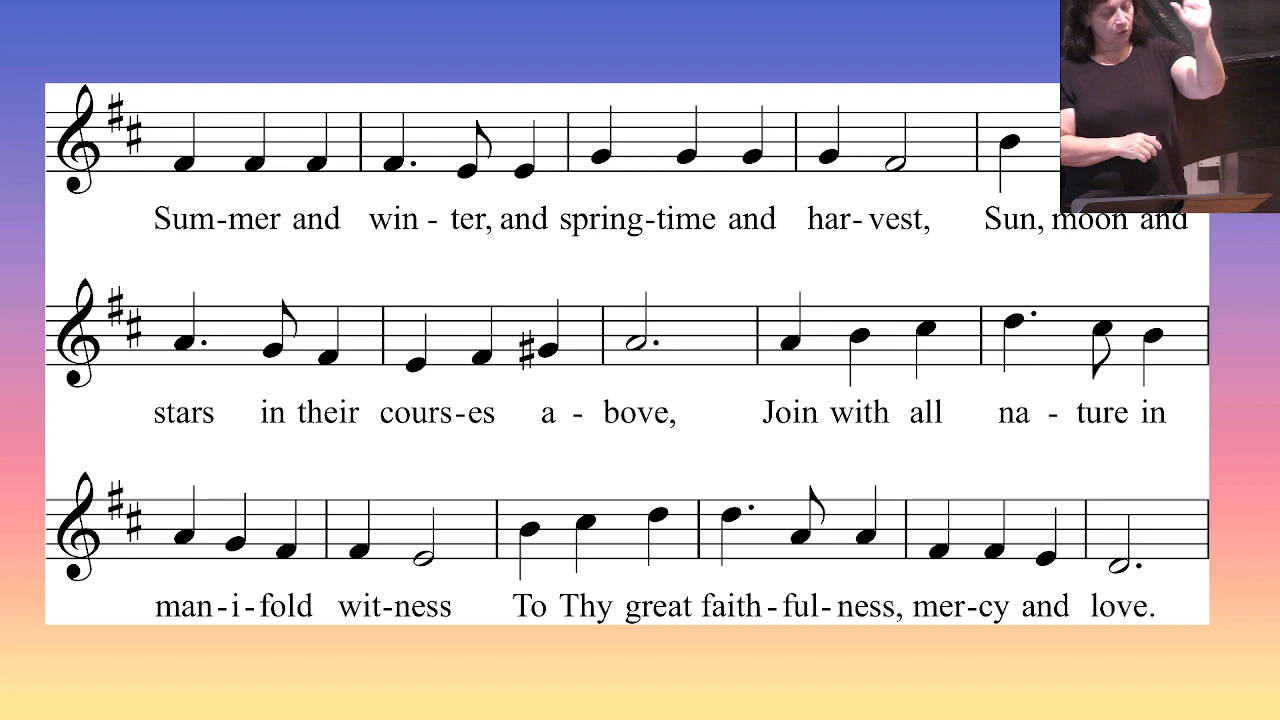 Sum-mer and win - ter, and spring-time and har-vest, Sun, moon and
stars in their cours-es a - bove, Join with all na - ture in
man-i-fold wit-ness To Thy great faith-ful-ness, mer-cy and love.